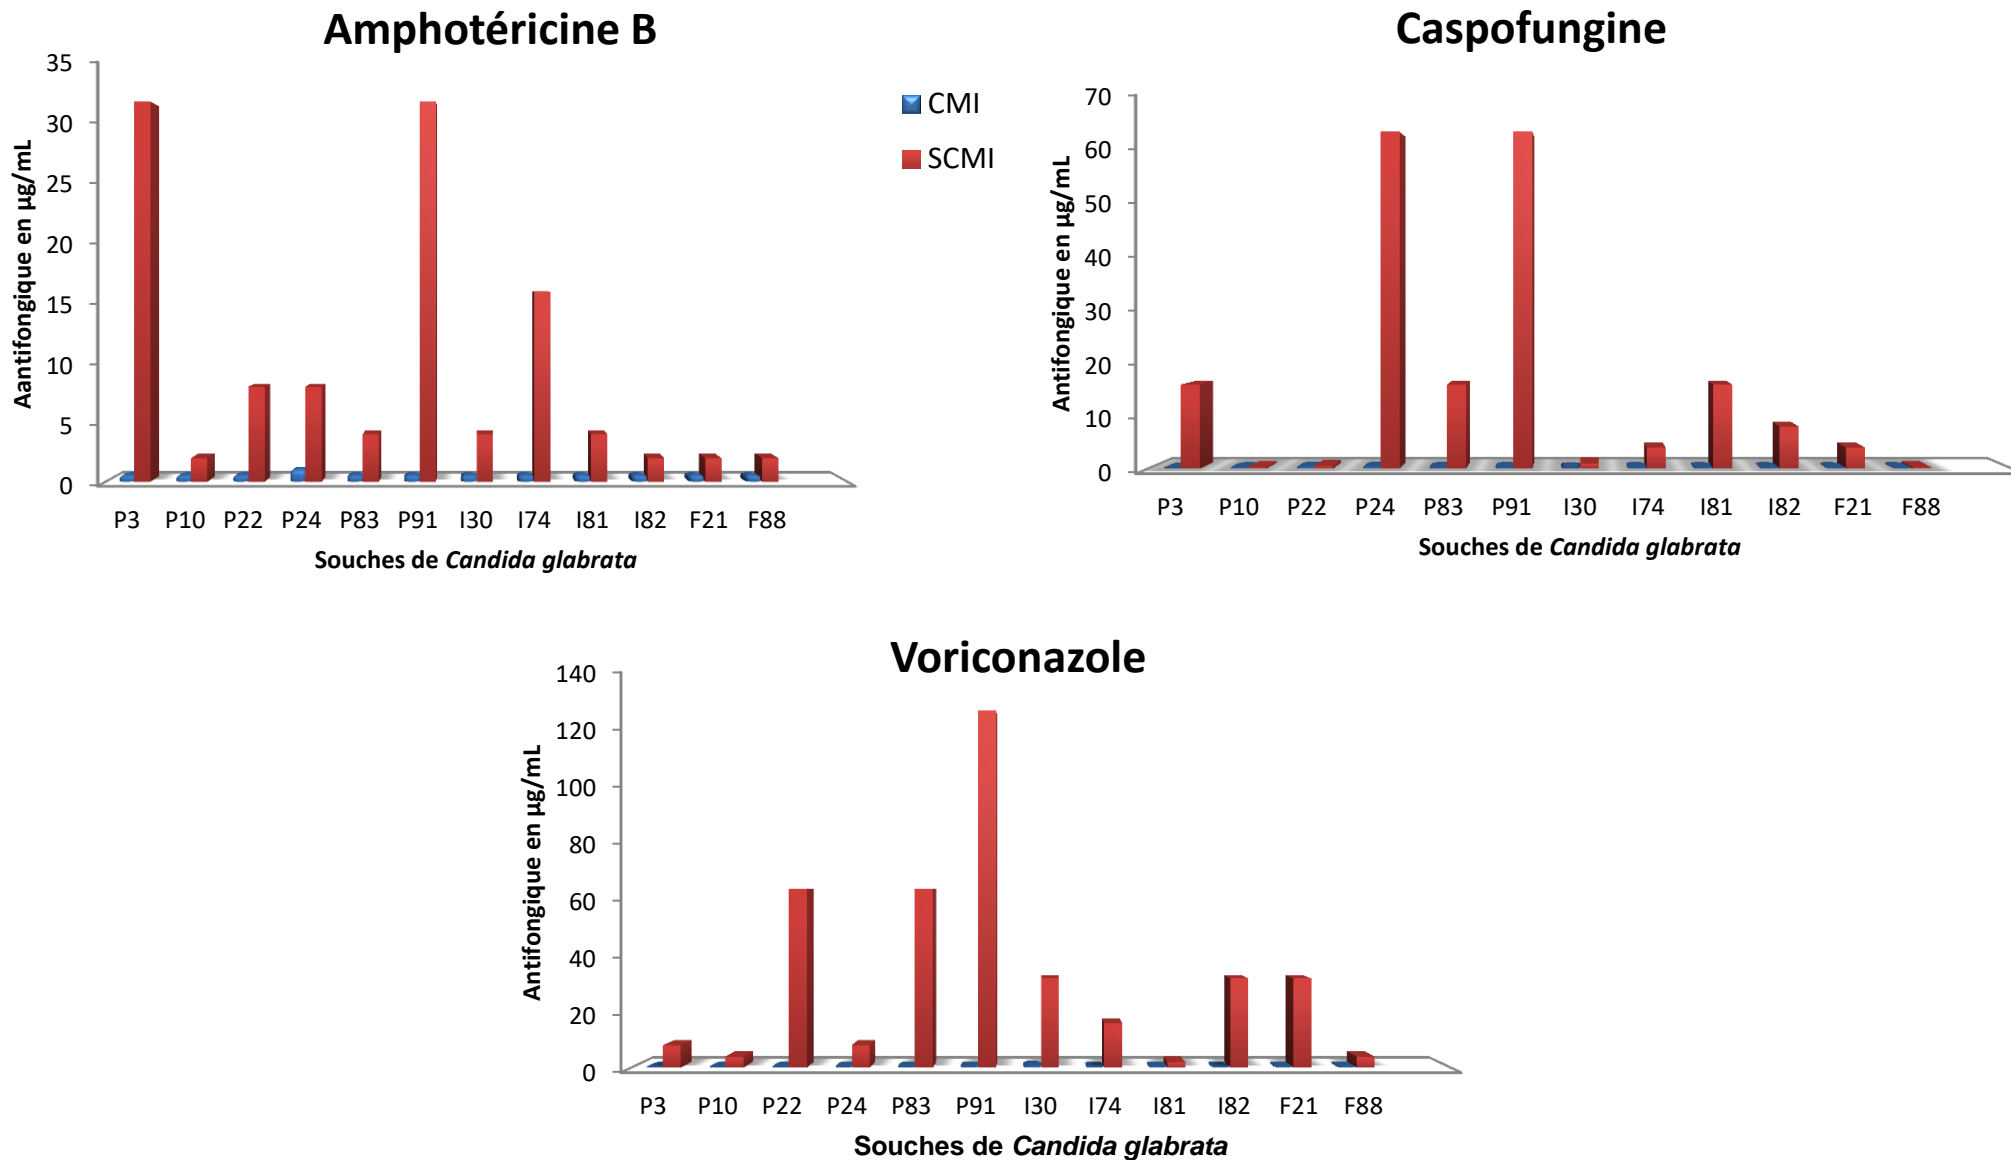 Amphotéricine B
Aantifongique en µg/mL
35
30
25
20
15
10
5
0
P3 P10 P22 P24 P83 P91 I30 I74 I81 I82 F21 F88
Souches de Candida glabrata
CMI
SCMI
Caspofungine
Antifongique en µg/mL
70
60
50
40
30
20
10
0
P3 P10 P22 P24 P83 P91 I30 I74 I81 I82 F21 F88
Souches de Candida glabrata
Voriconazole
Antifongique en µg/mL
140
120
100
80
60
40
20
0
P3 P10 P22 P24 P83 P91 I30 I74 I81 I82 F21 F88
Souches de Candida glabrata